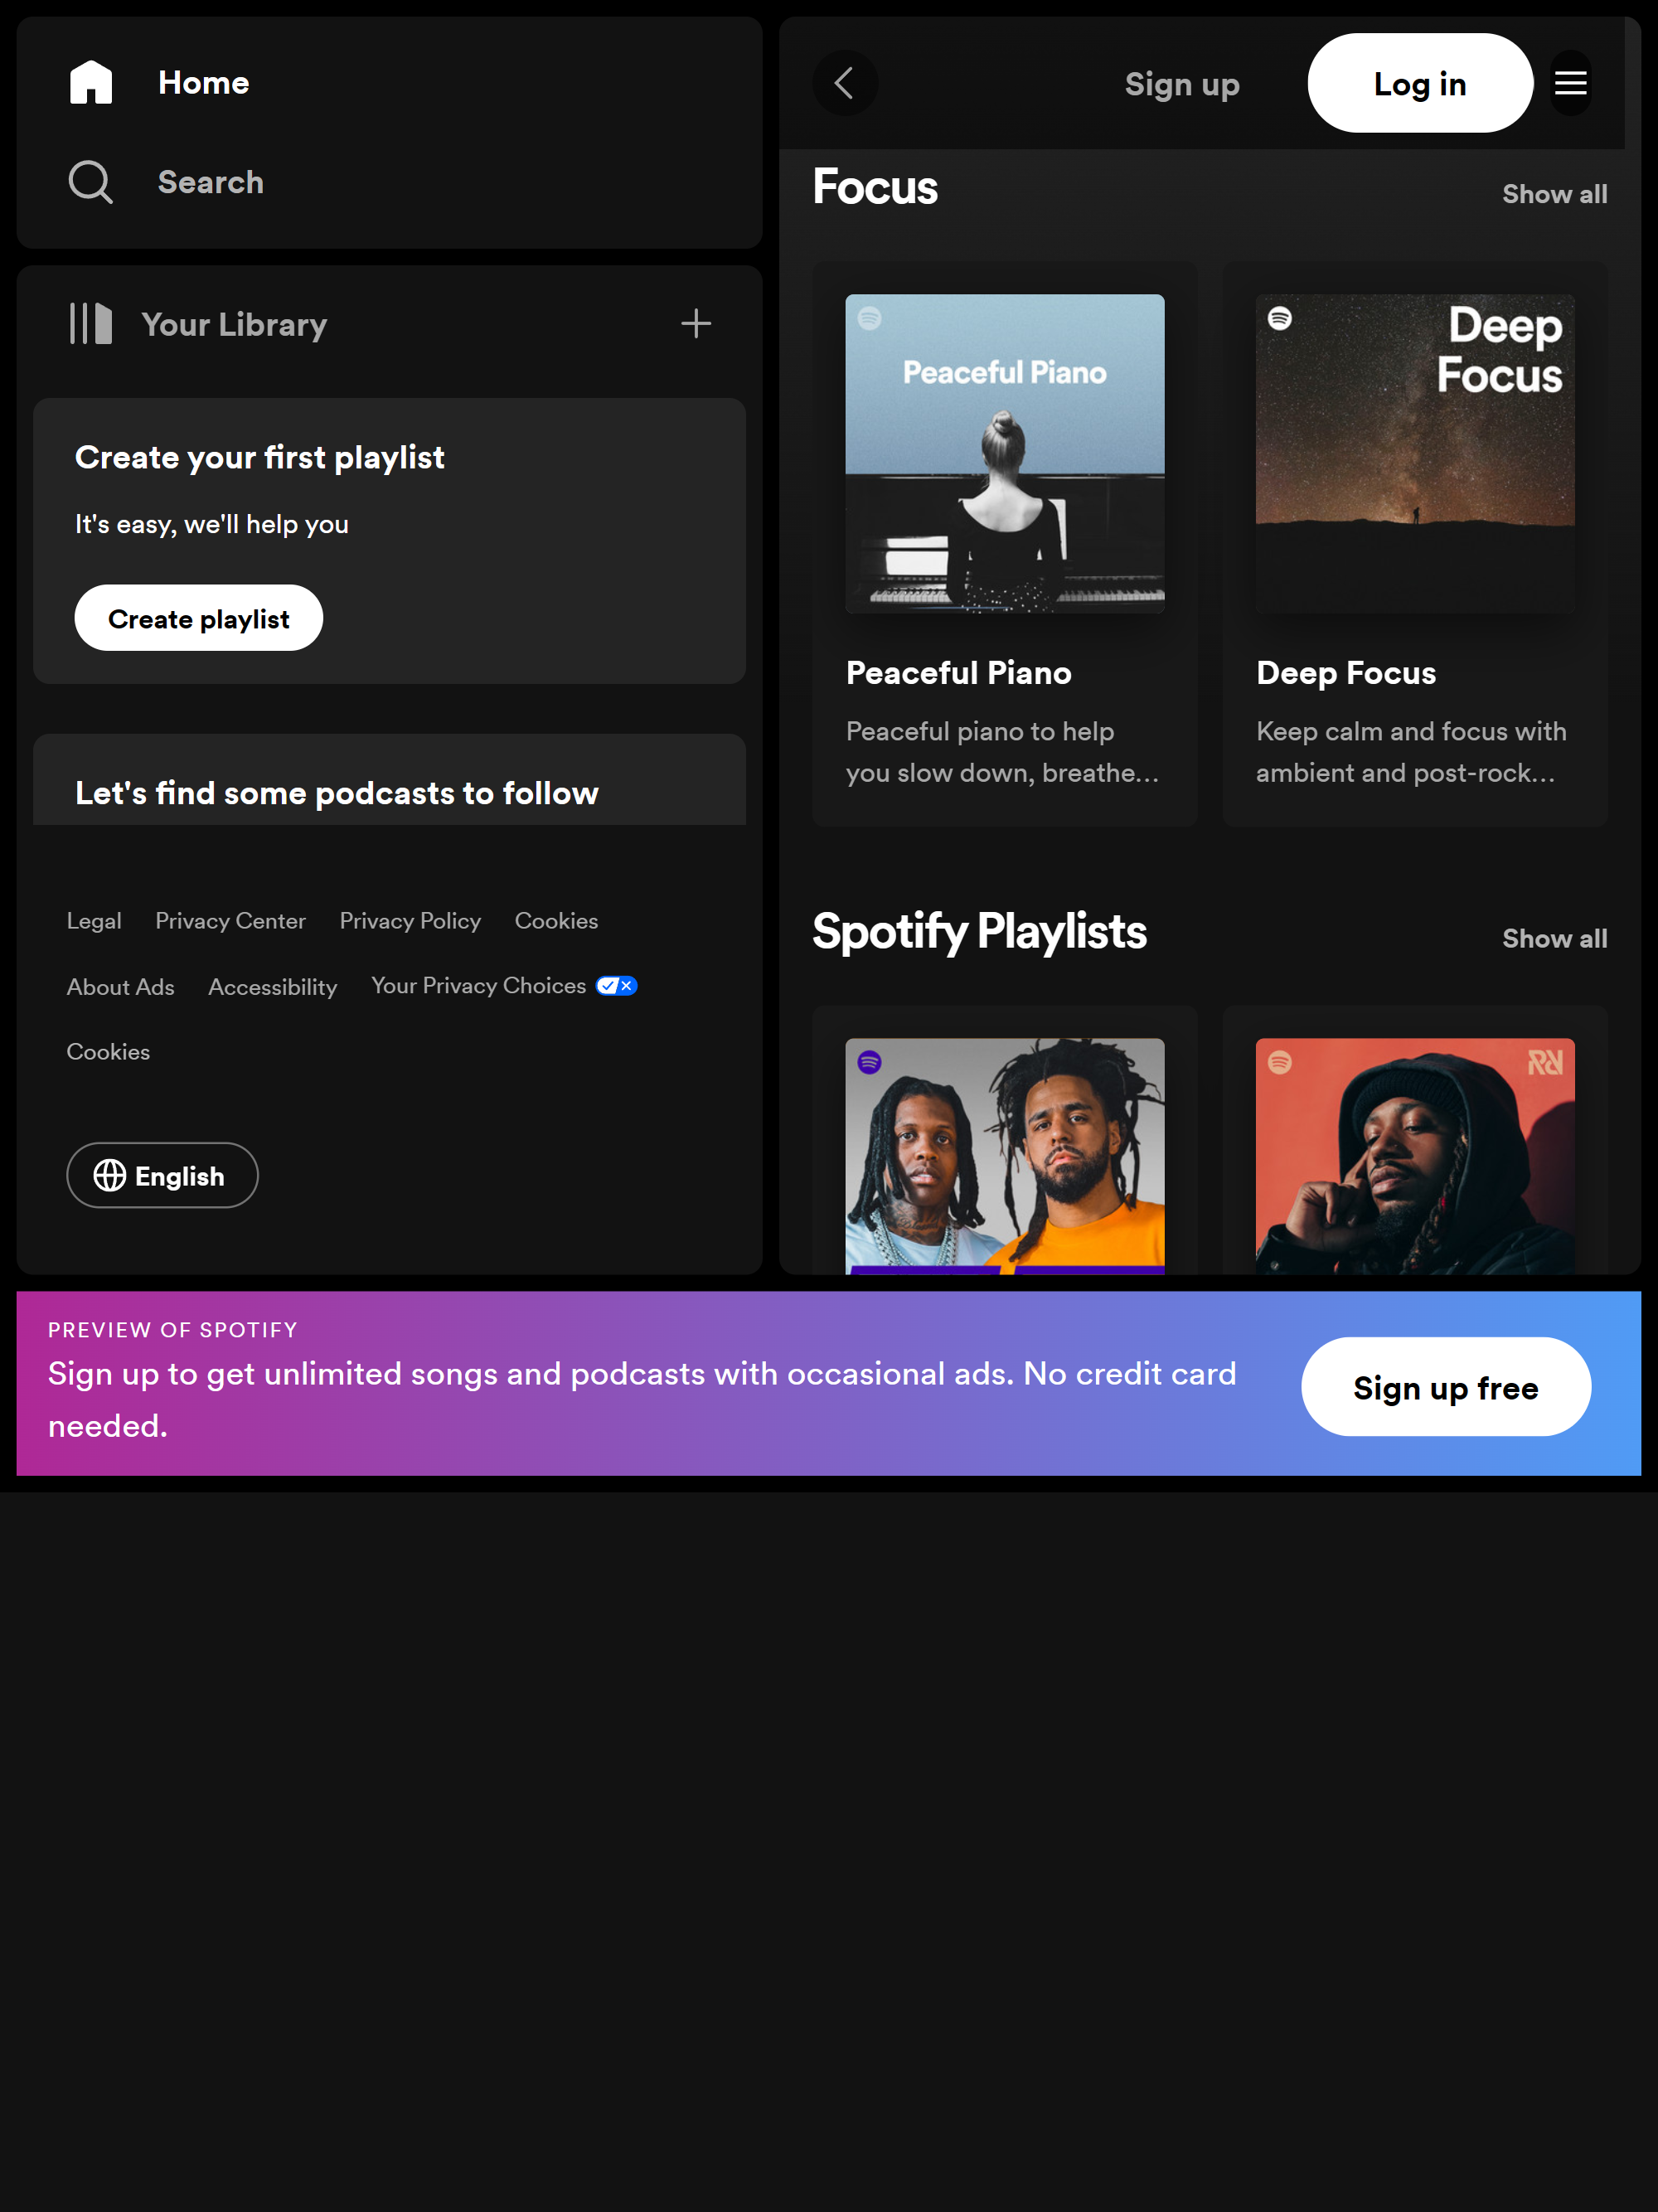 Home
Search
Your Library
Create your first playlist
It's easy, we'll help you
Create playlist
Let's find some podcasts to follow
Legal
Privacy Center
Privacy Policy
Cookies
About Ads
Accessibility
Your Privacy Choices
Cookies
English
Sign up
Log in
Focus
Show all
Peaceful Piano
Deep
Focus
Peaceful Piano
Peaceful piano to help
you slow down, breathe...
Deep Focus
Keep calm and focus with
ambient and post-rock...
Spotify Playlists
Show all
PREVIEW OF SPOTIFY
Sign up to get unlimited songs and podcasts with occasional ads. No credit card
needed.
Sign up free